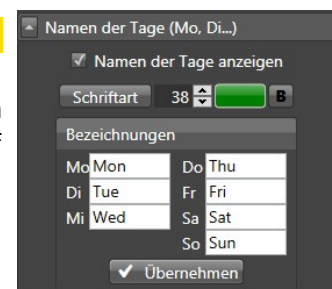 Namen der Tage (Mo, Di...)
Namen der Tage anzeigen
Schriftart 38 B
Bezeichnungen
Mo Mon Do Thu
Di Tue Fr Fri
Mi Wed Sa Sat
So Sun
Übernehmen